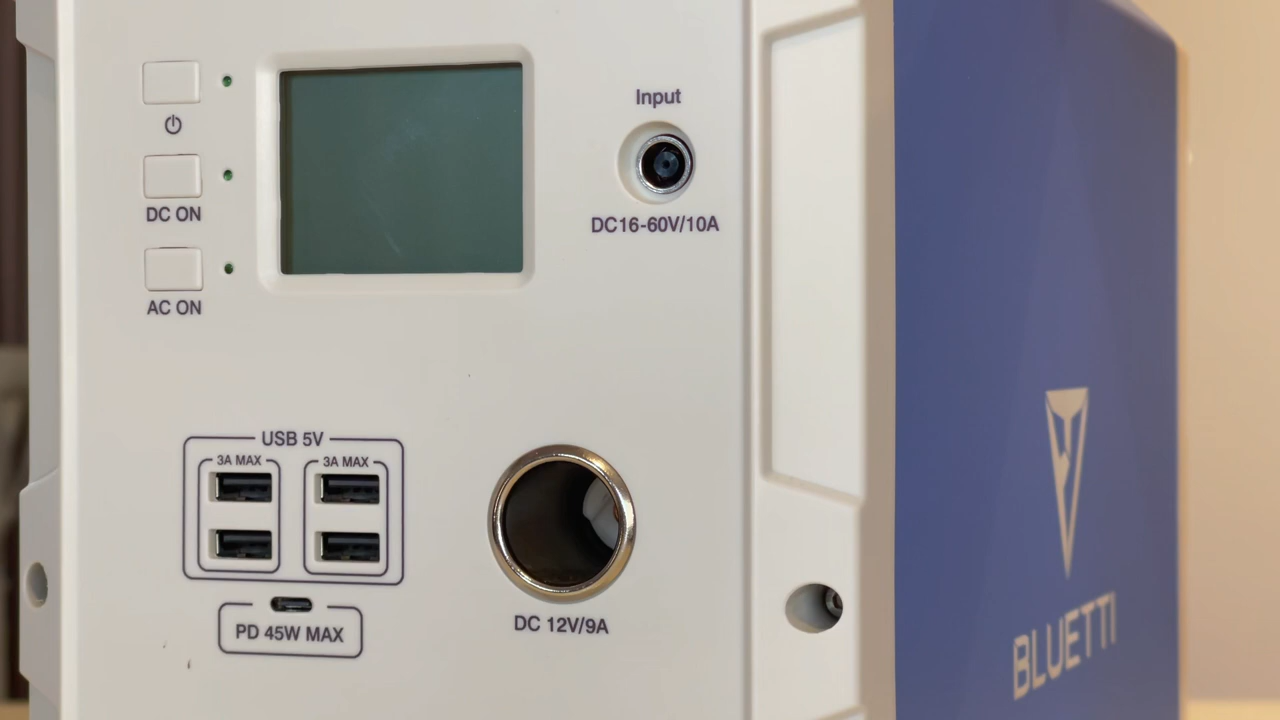 DC ON
AC ON
Input
DC16-60V/10A
USB 5V
3A MAX 3A MAX
PD 45W MAX
DC 12V/9A
BLUETTI